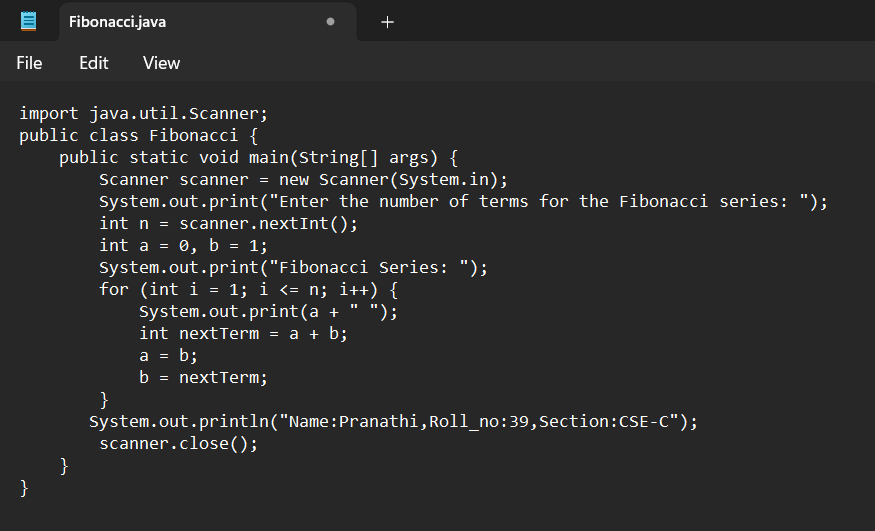 Fibonacci.java
File Edit View
import java.util.Scanner;
public class Fibonacci {
    public static void main(String[] args) {
        Scanner scanner = new Scanner(System.in);
        System.out.print("Enter the number of terms for the Fibonacci series: ");
        int n = scanner.nextInt();
        int a = 0, b = 1;
        System.out.print("Fibonacci Series: ");
        for (int i = 1; i <= n; i++) {
            System.out.print(a + " ");
            int nextTerm = a + b;
            a = b;
            b = nextTerm;
        }
       System.out.println("Name:Pranathi,Roll_no:39,Section:CSE-C");
        scanner.close();
    }
}